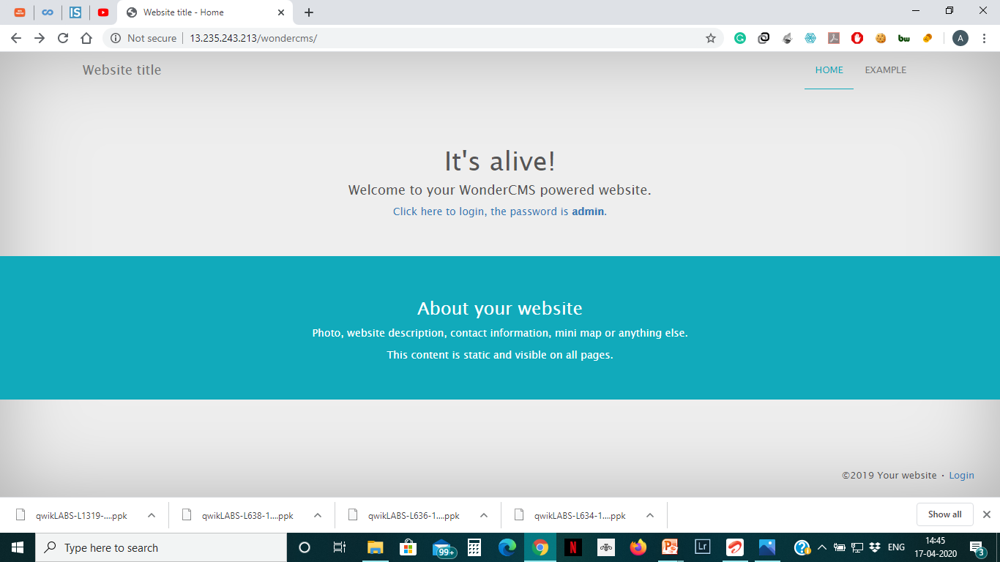 Website title - Home
Not secure
13.235.243.213/wondercms/
A
Website title
HOME
EXAMPLE
It's alive!
Welcome to your WonderCMS powered website.
Click here to login, the password is admin.
About your website
Photo, website description, contact information, mini map or anything else.
This content is static and visible on all pages.
©2019 Your website • Login
qwikLABS-L1319-....ppk
qwikLABS-L638-1....ppk
qwikLABS-L636-1....ppk
qwikLABS-L634-1....ppk
Show all
Type here to search
99+
N
Lr
ENG
14:45
17-04-2020
3